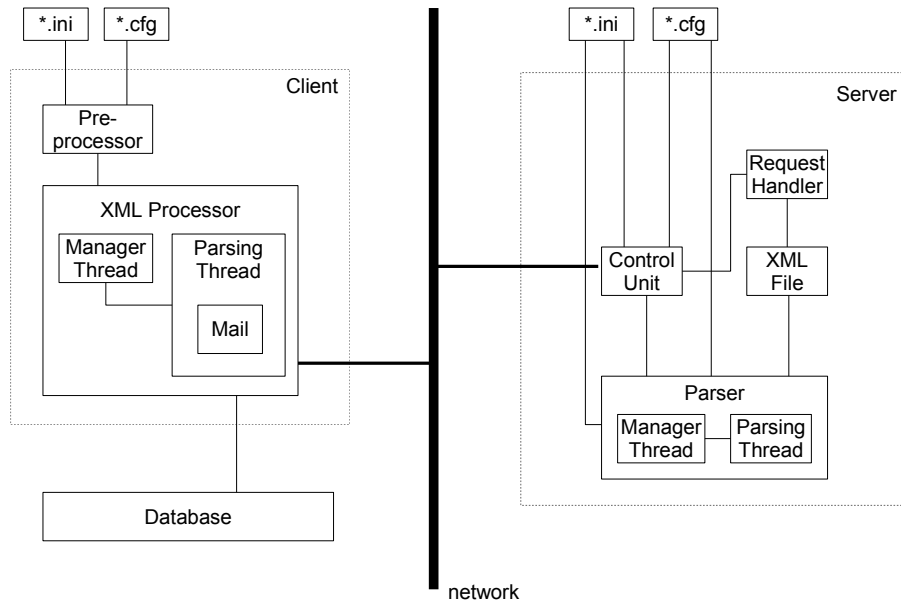 *.ini
*.cfg
Client
Pre-
processor
XML Processor
Manager
Thread
Parsing
Thread
Mail
Database
network
*.ini
*.cfg
Server
Request
Handler
Control
Unit
XML
File
Parser
Manager
Thread
Parsing
Thread